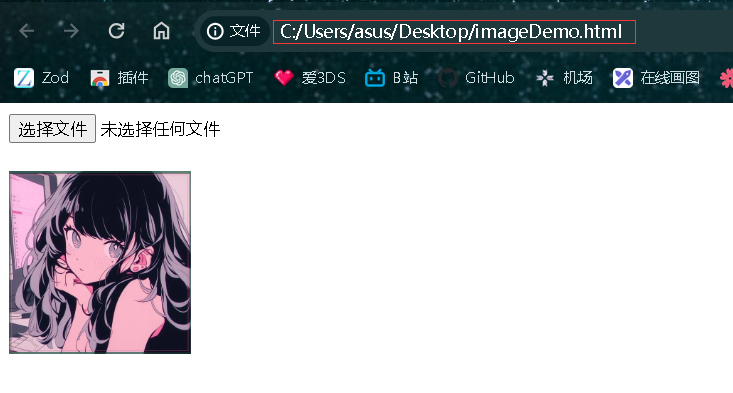 文件 C:/Users/asus/Desktop/imageDemo.html
Zod 插件 chatGPT 爱3DS B站 GitHub 机场 在线画图
选择文件 未选择任何文件